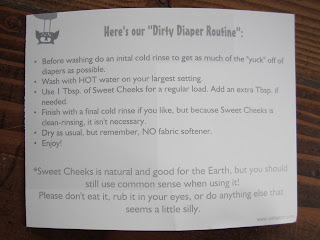 Here's our "Dirty Diaper Routine":
• Before washing do an inital cold rinse to get as much of the "yuck" off of
diapers as possible.
• Wash with HOT water on your largest setting.
• Use 1 Tbsp. of Sweet Cheeks for a regular load. Add an extra Tbsp. if
needed.
• Finish with a final cold rinse if you like, but because Sweet Cheeks is
clean-rinsing, it isn't necessary.
• Dry as usual, but remember, NO fabric softener.
• Enjoy!
*Sweet Cheeks is natural and good for the Earth, but you should
still use common sense when using it!
Please don't eat it, rub it in your eyes, or do anything else that
seems a little silly.